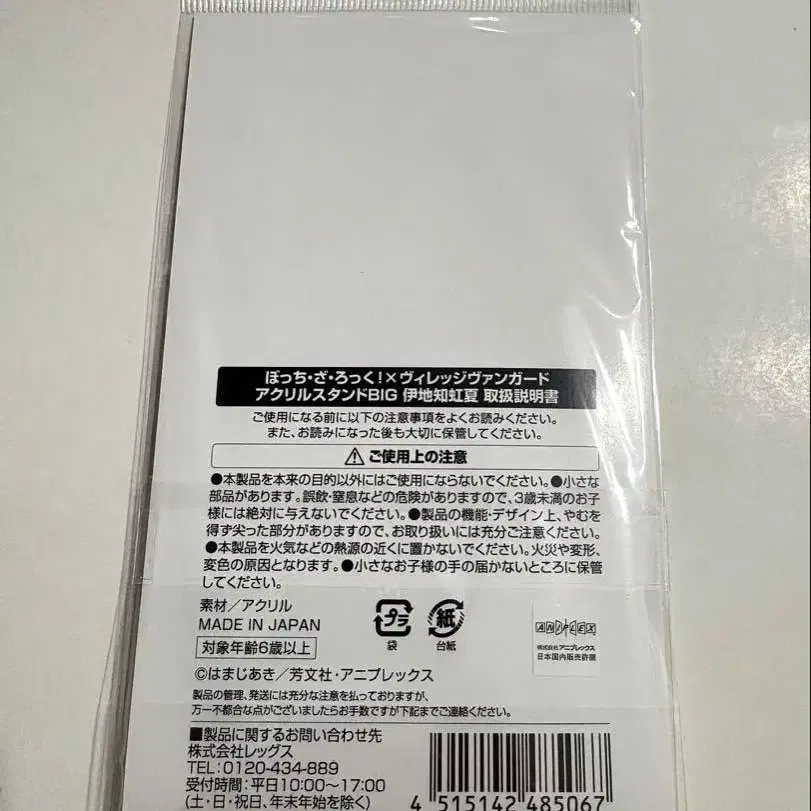 ぼっち・ざ・ろっく！×ヴィレッジヴァンガード
アクリルスタンドBIG 伊地知虹夏 取扱説明書
ご使用になる前に以下の注意事項をよくお読みください。
また、お読みになった後も大切に保管してください。
⚠ ご使用上の注意
●本製品を本来の目的以外にはご使用にならないでください。●小さな
部品があります。誤飲・窒息などの危険がありますので、3歳未満のお子
様には絶対に与えないでください。●製品の機能・デザイン上、やむを
得ず尖った部分がありますので、お取り扱いには充分ご注意ください。
●本製品を火気などの熱源の近くに置かないでください。火災や変形、
変色の原因となります。●小さなお子様の手の届かないところに保管
してください。
素材／アクリル
MADE IN JAPAN
対象年齢6歳以上
プラ
袋
紙
台紙
ANIPLEX
株式会社アニプレックス
日本国内販売許諾
©はまじあき／芳文社・アニプレックス
製品の管理、発送には充分な注意を払っておりますが、
万一不都合な点がございましたらお手数ですが下記までご連絡ください。
■製品に関するお問い合わせ先
株式会社レッグス
TEL:0120-434-889
受付時間：平日10:00～17:00
(土・日・祝日、年末年始を除く)
4 515142 485067